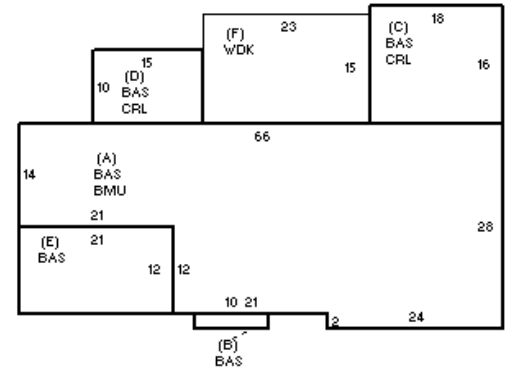 23
(F)
WDK
15
18
(C)
BAS
CRL
16
15
(D)
10
BAS
CRL
66
14
(A)
BAS
BMU
21
28
(E)
21
BAS
12
12
10 21
2
24
(B)
BAS